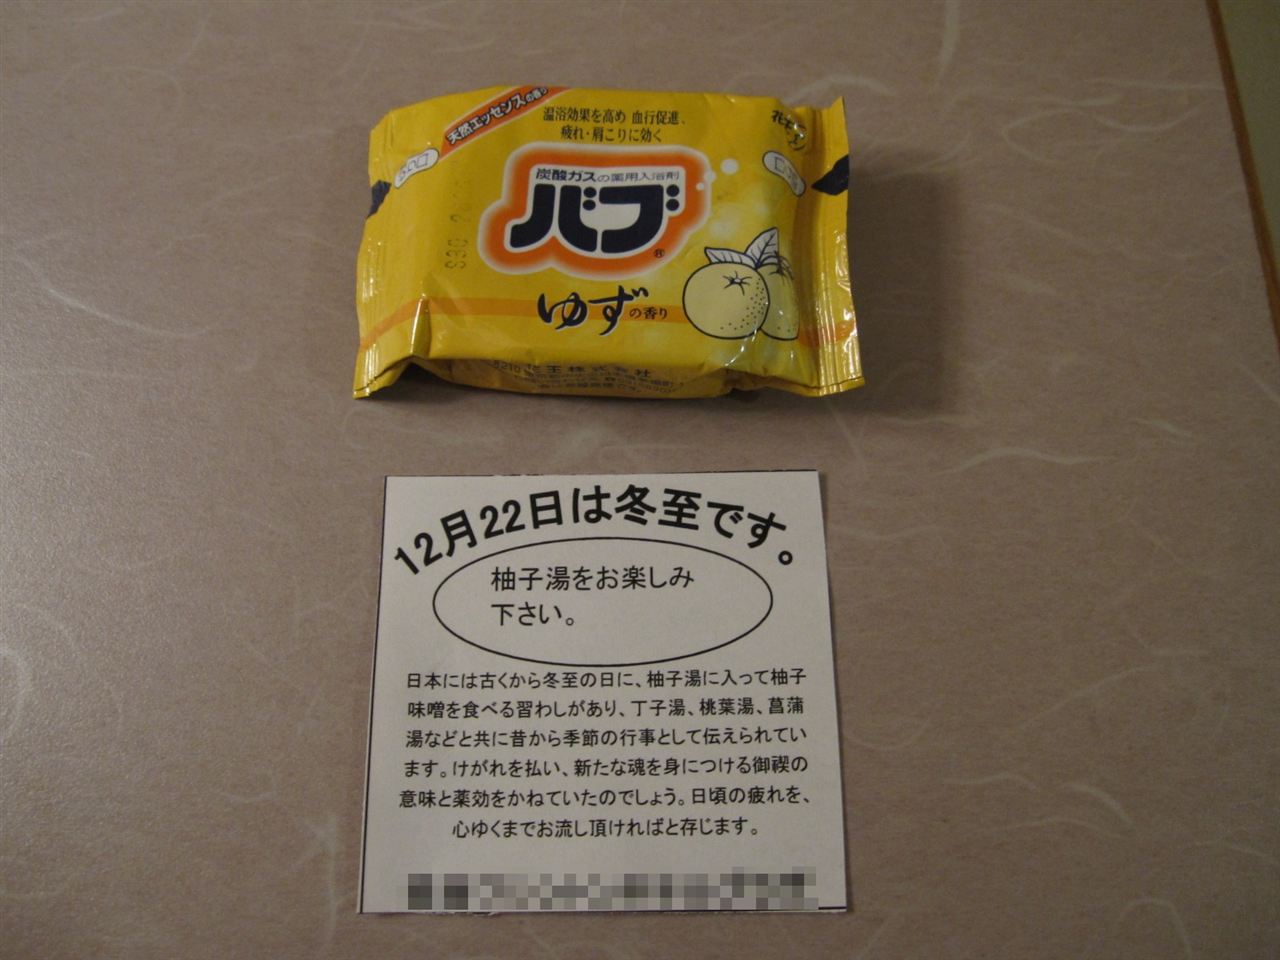 天然エッセンスの香り
温浴効果を高め 血行促進、
疲れ・肩こりに効く
炭酸ガスの薬用入浴剤
バブ®
ゆずの香り
花王株式会社
12月22日は冬至です。
柚子湯をお楽しみ
下さい。
日本には古くから冬至の日に、柚子湯に入って柚子
味噌を食べる習わしがあり、丁子湯、桃葉湯、菖蒲
湯などと共に昔から季節の行事として伝えられてい
ます。けがれを払い、新たな魂を身につける御禊の
意味と薬効をかねていたのでしょう。日頃の疲れを、
心ゆくまでお流し頂ければと存じます。